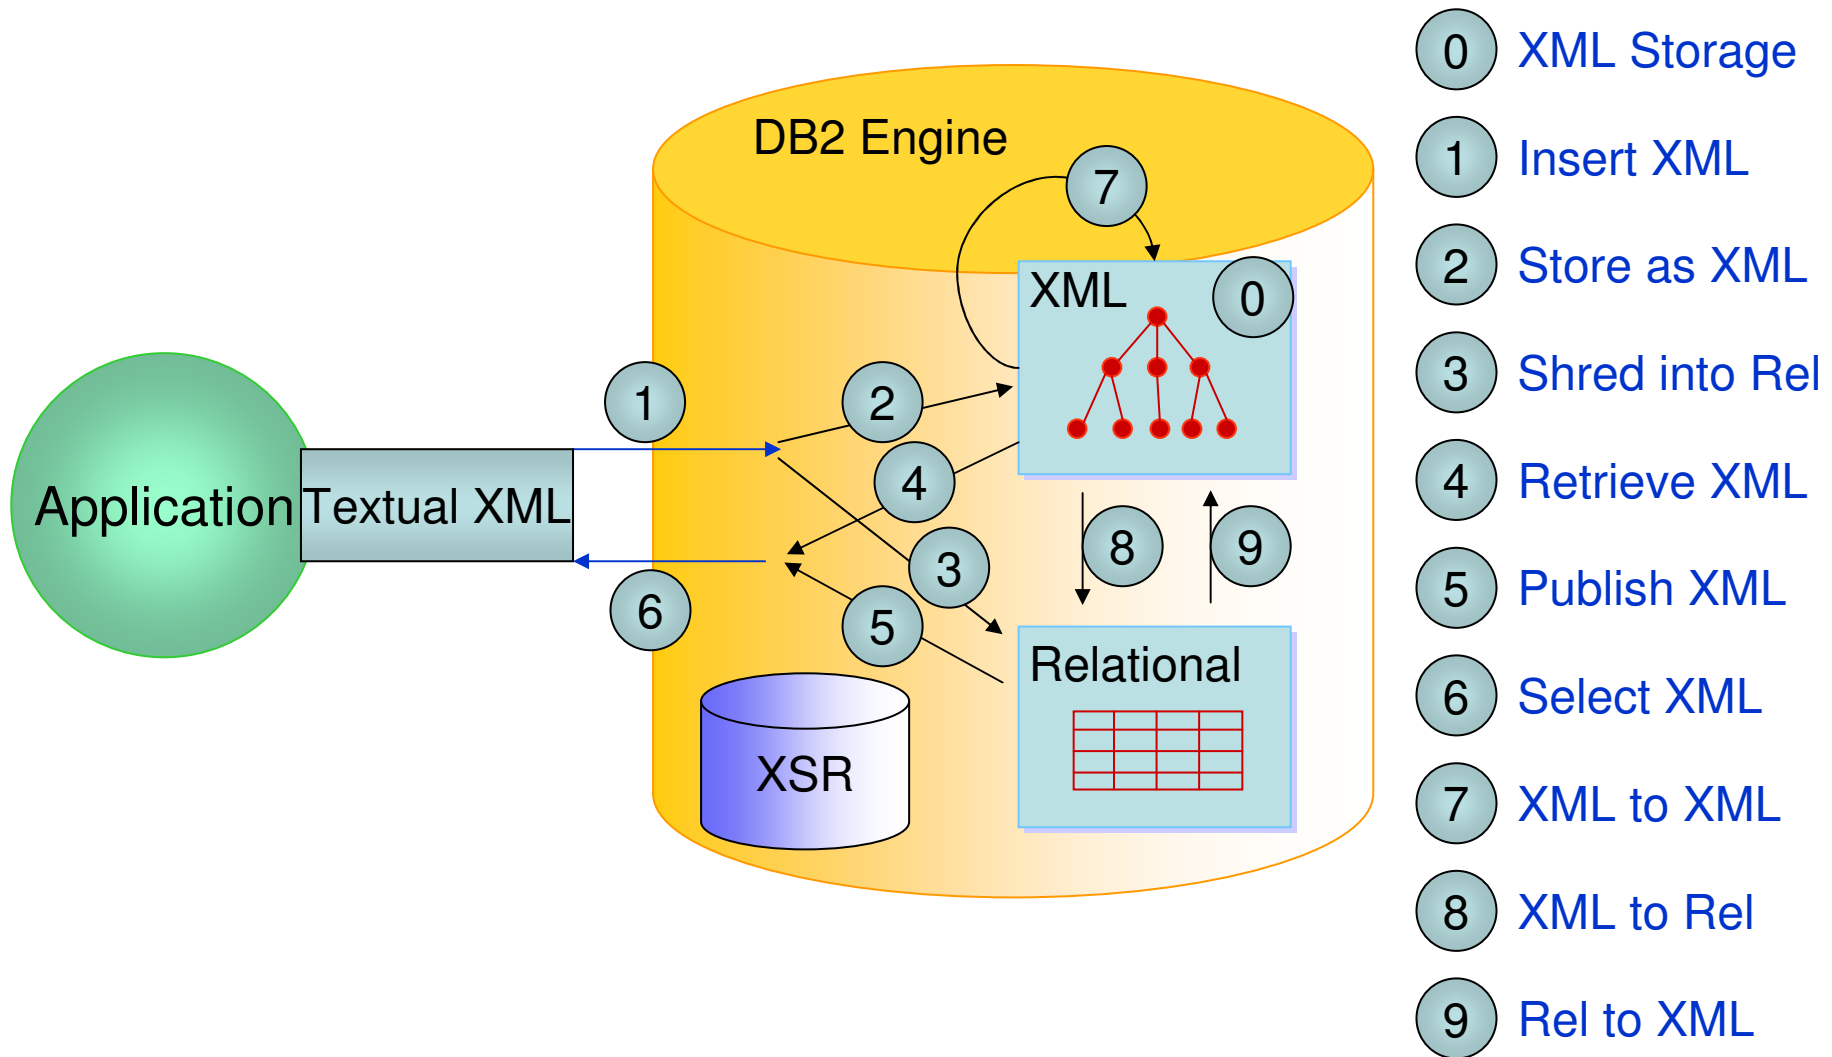 DB2 Engine
7
XML
0
1
2
4
Application
Textual XML
8
9
3
6
5
Relational
XSR
0 XML Storage
1 Insert XML
2 Store as XML
3 Shred into Rel
4 Retrieve XML
5 Publish XML
6 Select XML
7 XML to XML
8 XML to Rel
9 Rel to XML